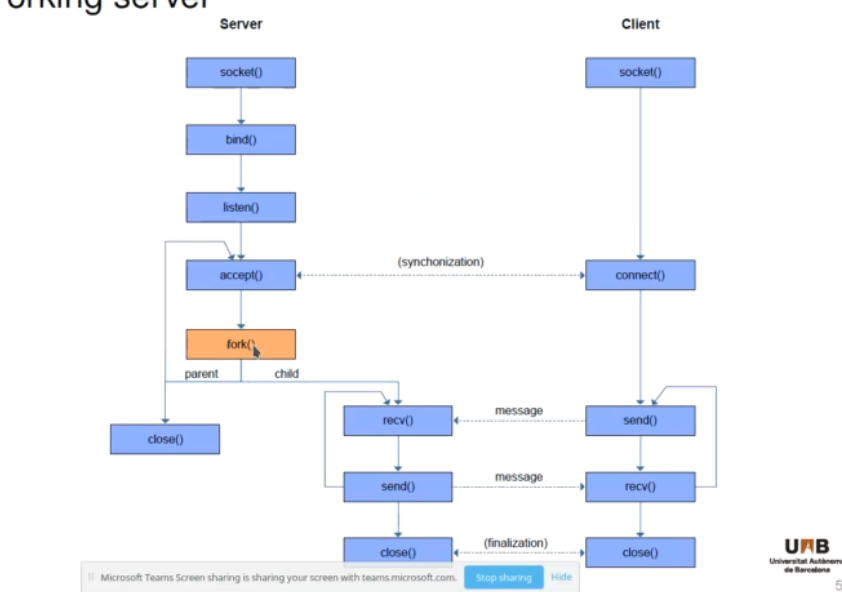 orking server
Server
Client
socket()
socket()
bind()
listen()
(synchonization)
accept()
connect()
fork()
parent
child
message
recv()
send()
close()
message
send()
recv()
(finalization)
close()
close()
Microsoft Teams Screen sharing is sharing your screen with teams.microsoft.com.
Stop sharing
Hide
UAB
Universitat Autònoma
de Barcelona
5